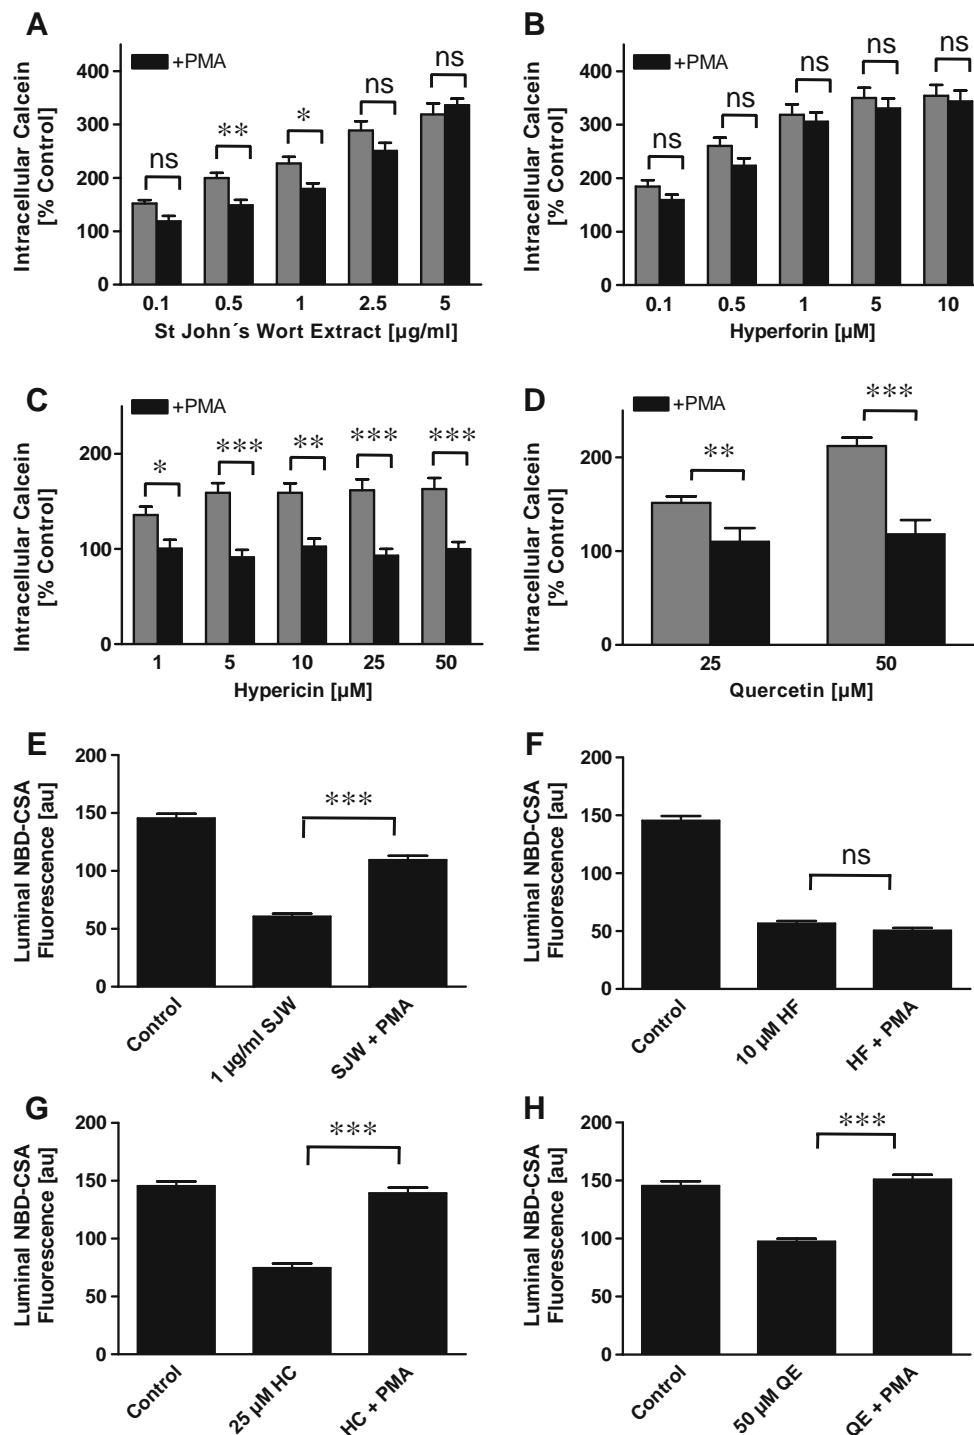 A
+PMA
Intracellular Calcein
[% Control]
400
300
200
100
0
ns
**
*
ns
ns
0.1 0.5 1 2.5 5
St John´s Wort Extract [µg/ml]
B
+PMA
Intracellular Calcein
[% Control]
400
300
200
100
0
ns
ns
ns
ns
ns
0.1 0.5 1 5 10
Hyperforin [µM]
C
+PMA
Intracellular Calcein
[% Control]
200
100
0
*
***
**
***
***
1 5 10 25 50
Hypericin [µM]
D
+PMA
Intracellular Calcein
[% Control]
200
100
0
**
***
25 50
Quercetin [µM]
E
Luminal NBD-CSA
Fluorescence [au]
200
150
100
50
0
***
Control
1 µg/ml SJW
SJW + PMA
F
Luminal NBD-CSA
Fluorescence [au]
200
150
100
50
0
ns
Control
10 µM HF
HF + PMA
G
Luminal NBD-CSA
Fluorescence [au]
200
150
100
50
0
***
Control
25 µM HC
HC + PMA
H
Luminal NBD-CSA
Fluorescence [au]
200
150
100
50
0
***
Control
50 µM QE
QE + PMA